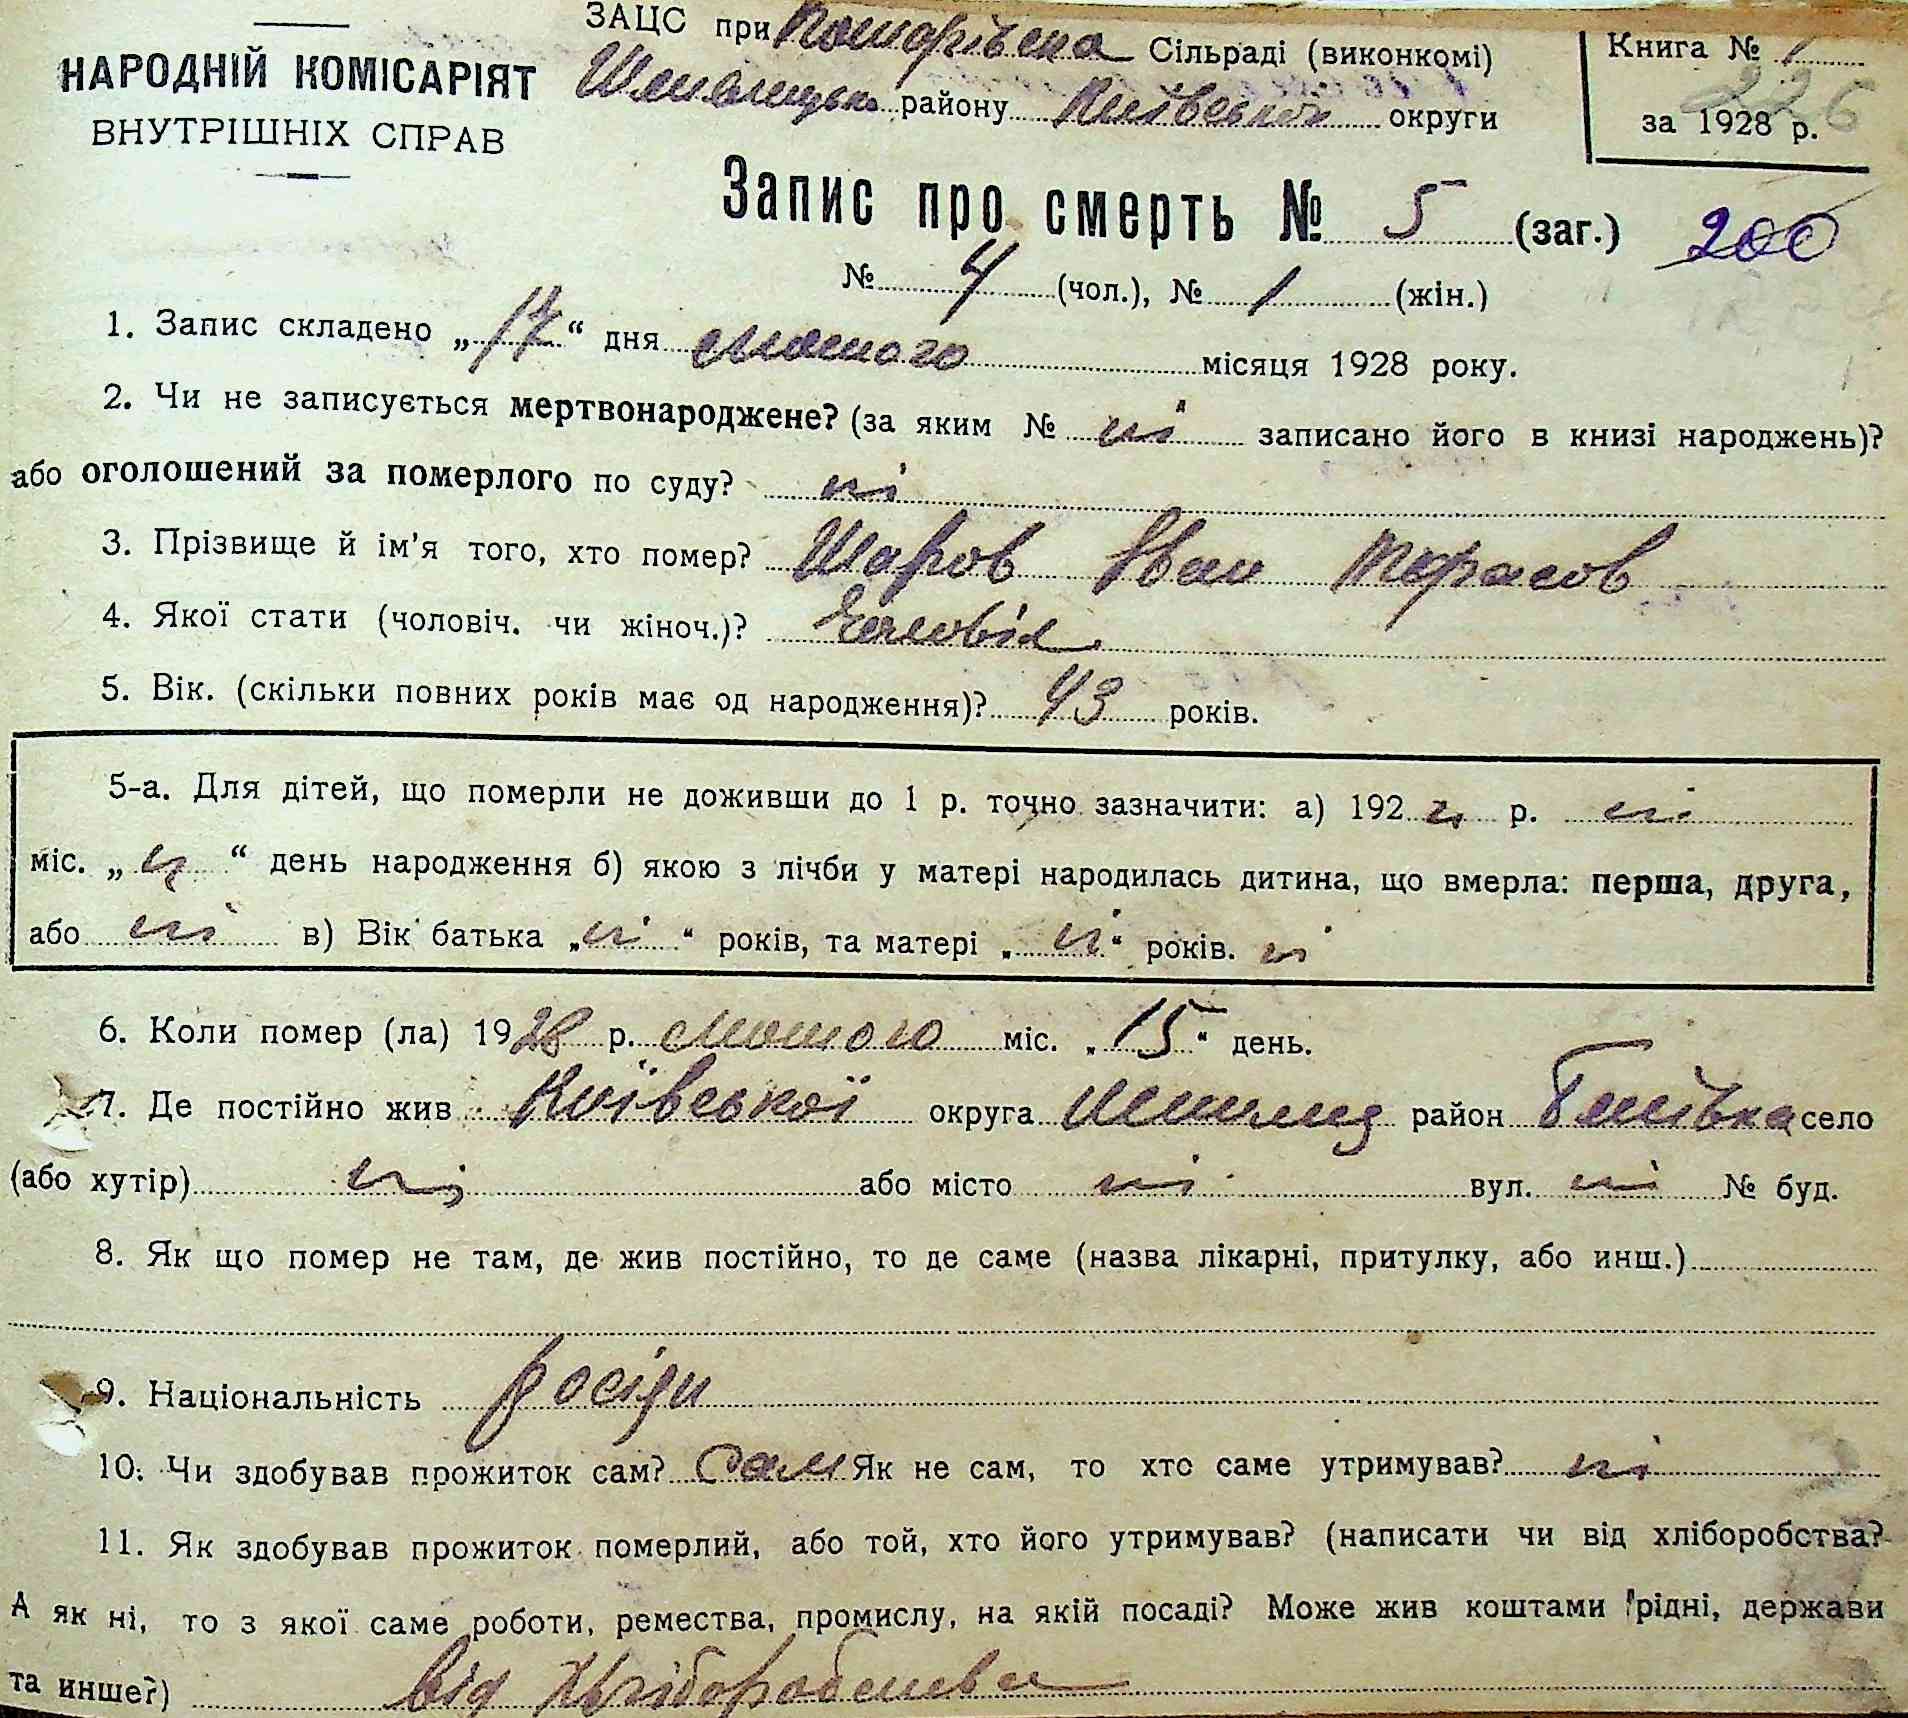 ЗАЦС при Сільраді (виконкомі)
НАРОДНІЙ КОМІСАРІЯТ
ВНУТРІШНІХ СПРАВ
району Київської округи
Книга № 1
226
за 1928 р.
Запис про смерть № 5 (заг.) 200
№ 4 (чол.), № 1 (жін.)
1. Запис складено „17“ дня лютого місяця 1928 року.
2. Чи не записується мертвонароджене? (за яким № ні записано його в книзі народжень)?
або оголошений за померлого по суду? ні
3. Прізвище й ім’я того, хто помер? Шаров Іван Тарасов
4. Якої стати (чоловіч. чи жіноч.)?
5. Вік. (скільки повних років має од народження)? 43 років.
5-а. Для дітей, що померли не доживши до 1 р. точно зазначити: а) 192 н р. ні
міс. „ н “ день народження б) якою з лічби у матері народилась дитина, що вмерла: перша, друга,
або ні в) Вік батька „ні“ років, та матері „ні“ років. ні
6. Коли помер (ла) 1928 р. лютого міс. „15“ день.
7. Де постійно жив Київської округа район село
(або хутір) ні або місто ні вул. ні № буд.
8. Як що помер не там, де жив постійно, то де саме (назва лікарні, притулку, або инш.)
9. Національність
10. Чи здобував прожиток сам? Сам Як не сам, то хто саме утримував? ні
11. Як здобував прожиток померлий, або той, хто його утримував? (написати чи від хліборобства?
А як ні, то з якої саме роботи, ремества, промислу, на якій посаді? Може жив коштами рідні, держави
та инше?) від Хліборобства